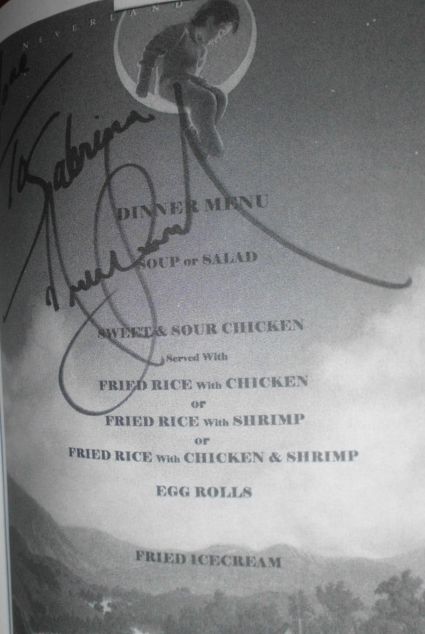 NEVERLAND
To Sabrina
DINNER MENU
SOUP or SALAD
SWEET & SOUR CHICKEN
Served With
FRIED RICE With CHICKEN
or
FRIED RICE With SHRIMP
or
FRIED RICE With CHICKEN & SHRIMP
EGG ROLLS
FRIED ICECREAM